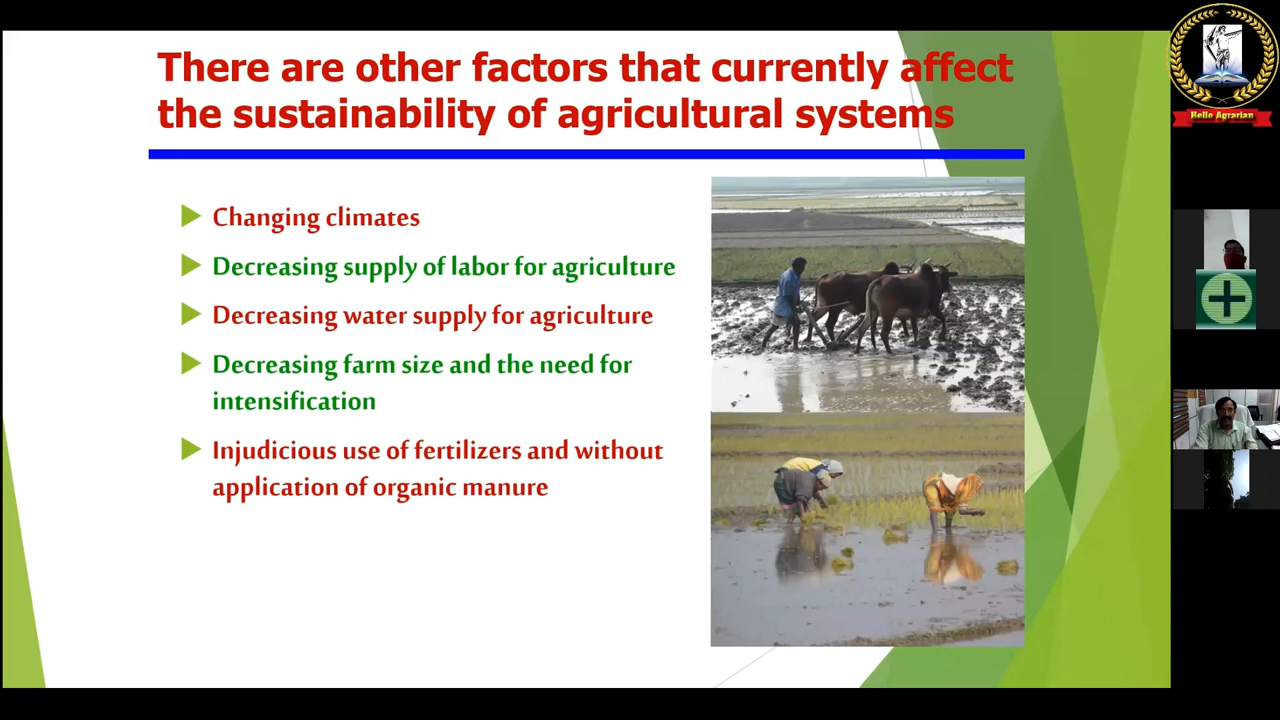 There are other factors that currently affect
the sustainability of agricultural systems
Changing climates
Decreasing supply of labor for agriculture
Decreasing water supply for agriculture
Decreasing farm size and the need for
intensification
Injudicious use of fertilizers and without
application of organic manure
Hello Agrarian